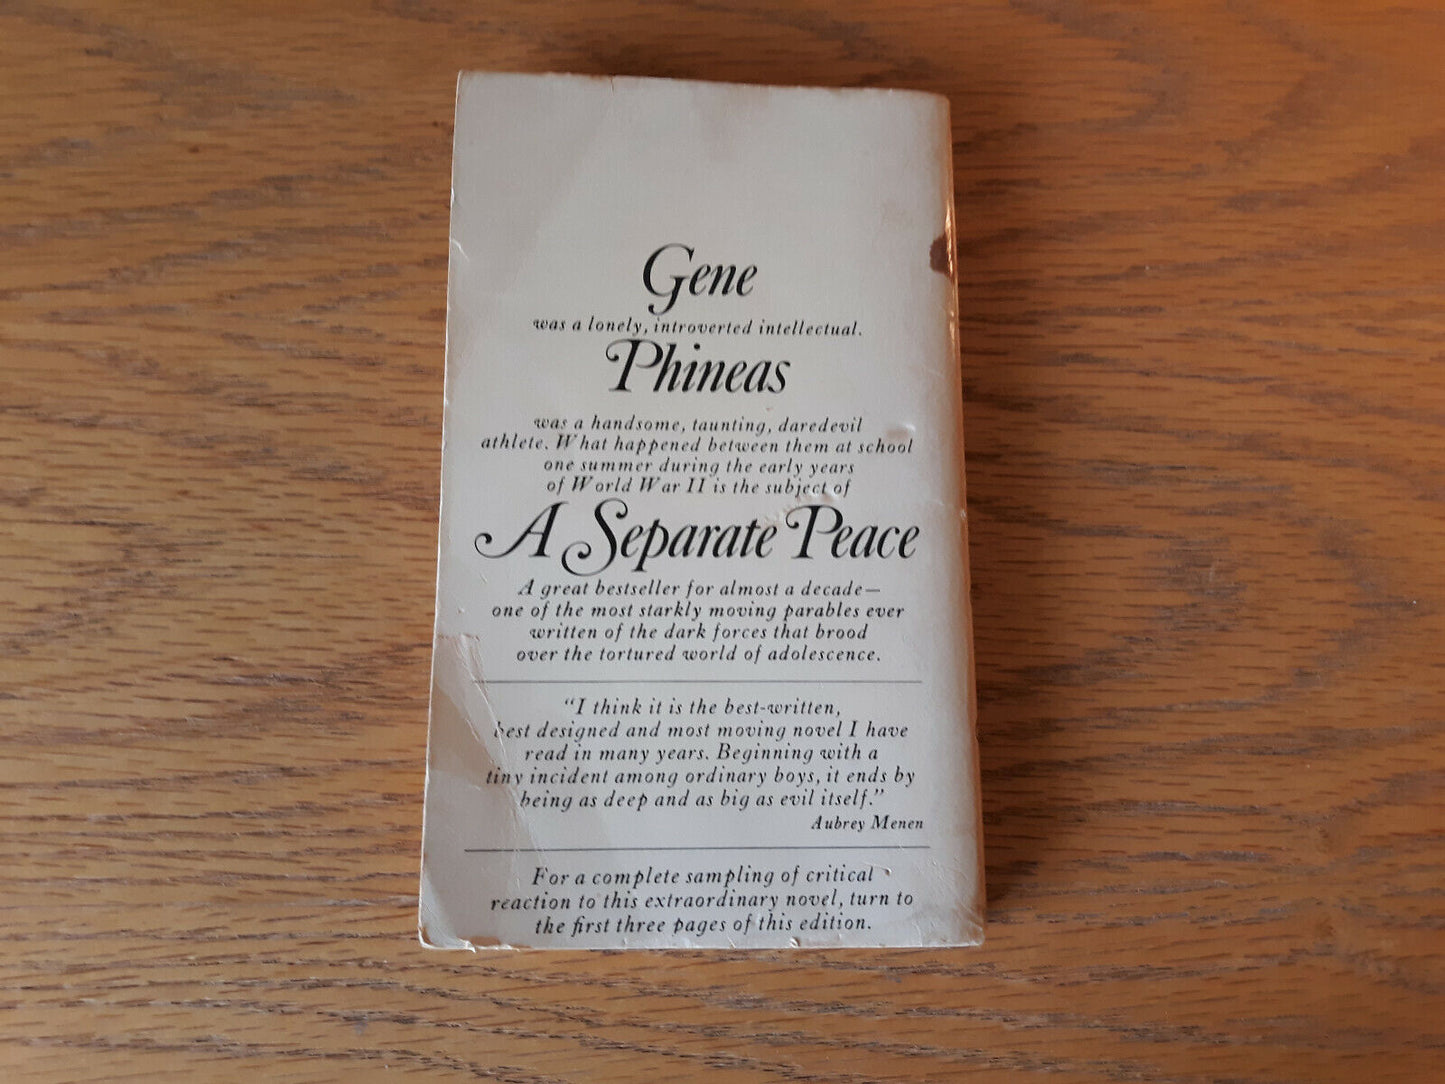 Gene
was a lonely, introverted intellectual.
Phineas
was a handsome, taunting, daredevil
athlete. What happened between them at school
one summer during the early years
of World War II is the subject of
A Separate Peace
A great bestseller for almost a decade—
one of the most starkly moving parables ever
written of the dark forces that brood
over the tortured world of adolescence.
"I think it is the best-written,
best designed and most moving novel I have
read in many years. Beginning with a
tiny incident among ordinary boys, it ends by
being as deep and as big as evil itself."
Aubrey Menen
For a complete sampling of critical
reaction to this extraordinary novel, turn to
the first three pages of this edition.